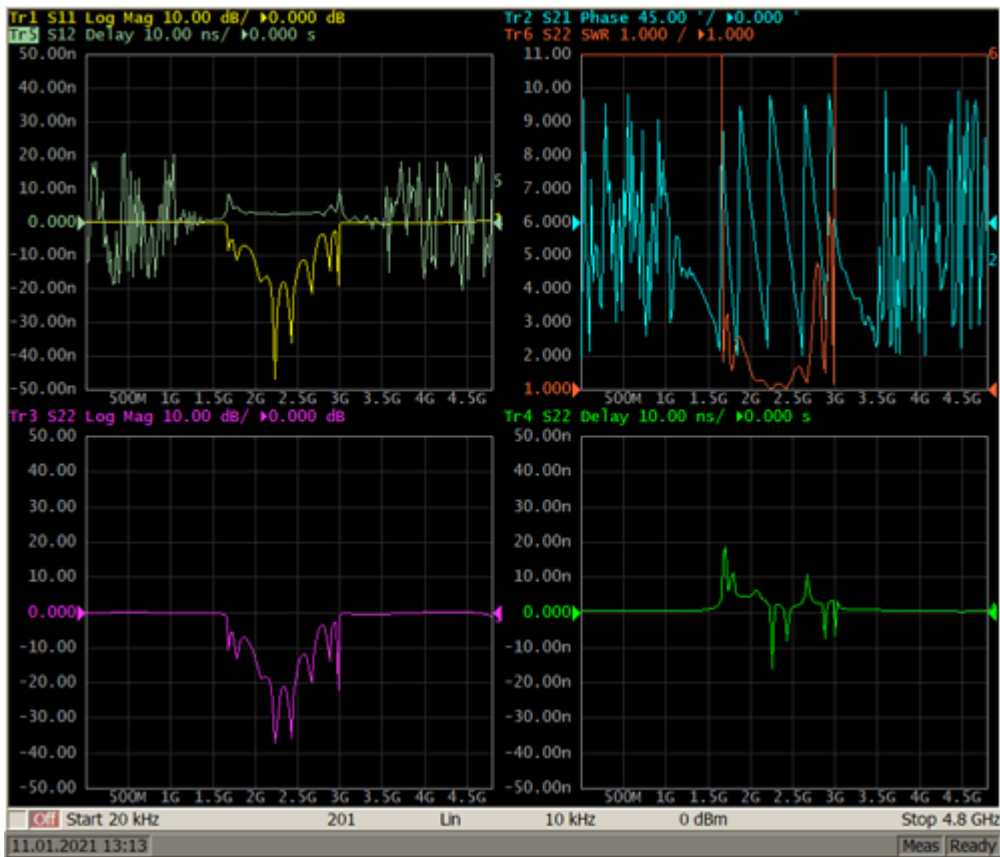 Tr1 S11 Log Mag 10.00 dB/ ▶0.000 dB
Tr5 S12 Delay 10.00 ns/ ▶0.000 s
50.00n
40.00n
30.00n
20.00n
10.00n
0.000
-10.00n
-20.00n
-30.00n
-40.00n
-50.00n
5
500M 1G 1.5G 2G 2.5G 3G 3.5G 4G 4.5G
Tr2 S21 Phase 45.00 °/ ▶0.000 °
Tr6 S22 SWR 1.000 / ▶1.000
11.00
10.00
9.000
8.000
7.000
6.000
5.000
4.000
3.000
2.000
1.000
6
2
500M 1G 1.5G 2G 2.5G 3G 3.5G 4G 4.5G
Tr3 S22 Log Mag 10.00 dB/ ▶0.000 dB
50.00
40.00
30.00
20.00
10.00
0.000
-10.00
-20.00
-30.00
-40.00
-50.00
500M 1G 1.5G 2G 2.5G 3G 3.5G 4G 4.5G
Tr4 S22 Delay 10.00 ns/ ▶0.000 s
50.00n
40.00n
30.00n
20.00n
10.00n
0.000
-10.00n
-20.00n
-30.00n
-40.00n
-50.00n
500M 1G 1.5G 2G 2.5G 3G 3.5G 4G 4.5G
Off Start 20 kHz 201 Lin 10 kHz 0 dBm Stop 4.8 GHz
11.01.2021 13:13 Meas Ready